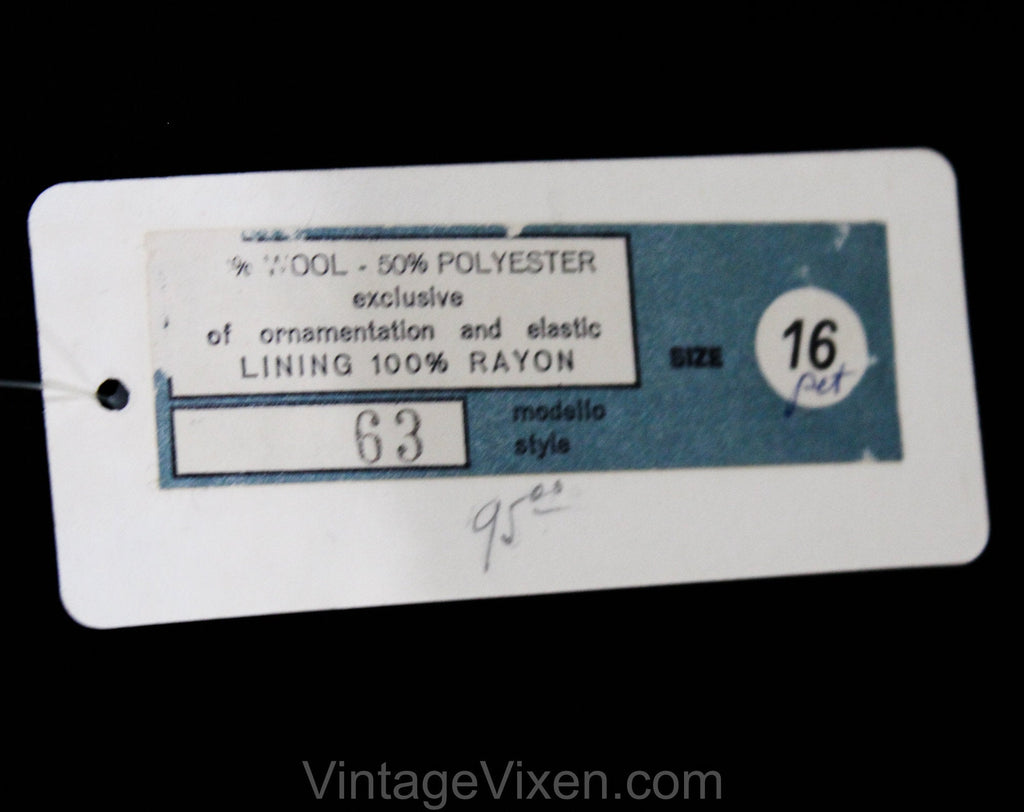 % WOOL - 50% POLYESTER
exclusive
of ornamentation and elastic
LINING 100% RAYON
SIZE
16
pet
63
modello
style
95.00
VintageVixen.com